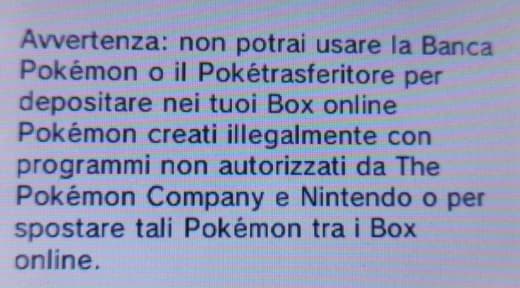 Avvertenza: non potrai usare la Banca
Pokémon o il Pokétrasferitore per
depositare nei tuoi Box online
Pokémon creati illegalmente con
programmi non autorizzati da The
Pokémon Company e Nintendo o per
spostare tali Pokémon tra i Box
online.